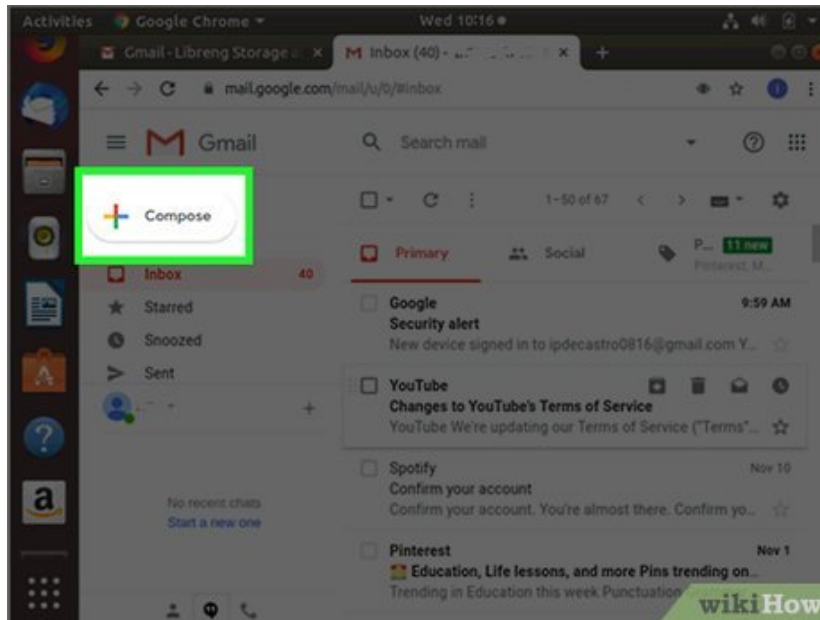 Activities Google Chrome Wed 10:16
Gmail - Libreng Storage a
Inbox (40) -
mail.google.com/mail/u/0/#inbox
Gmail
Search mail
Compose
1-50 of 67
Primary
Social
P... 11 new
Pinterest, M...
Inbox 40
Starred
Snoozed
Sent
No recent chats
Start a new one
Google 9:59 AM
Security alert
New device signed in to ipdecastro0816@gmail.com Y...
YouTube
Changes to YouTube's Terms of Service
YouTube We're updating our Terms of Service ("Terms"...
Spotify Nov 10
Confirm your account
Confirm your account. You're almost there. Confirm yo...
Pinterest Nov 1
Education, Life lessons, and more Pins trending on...
Trending in Education this week Punctuation
a
wikiHow